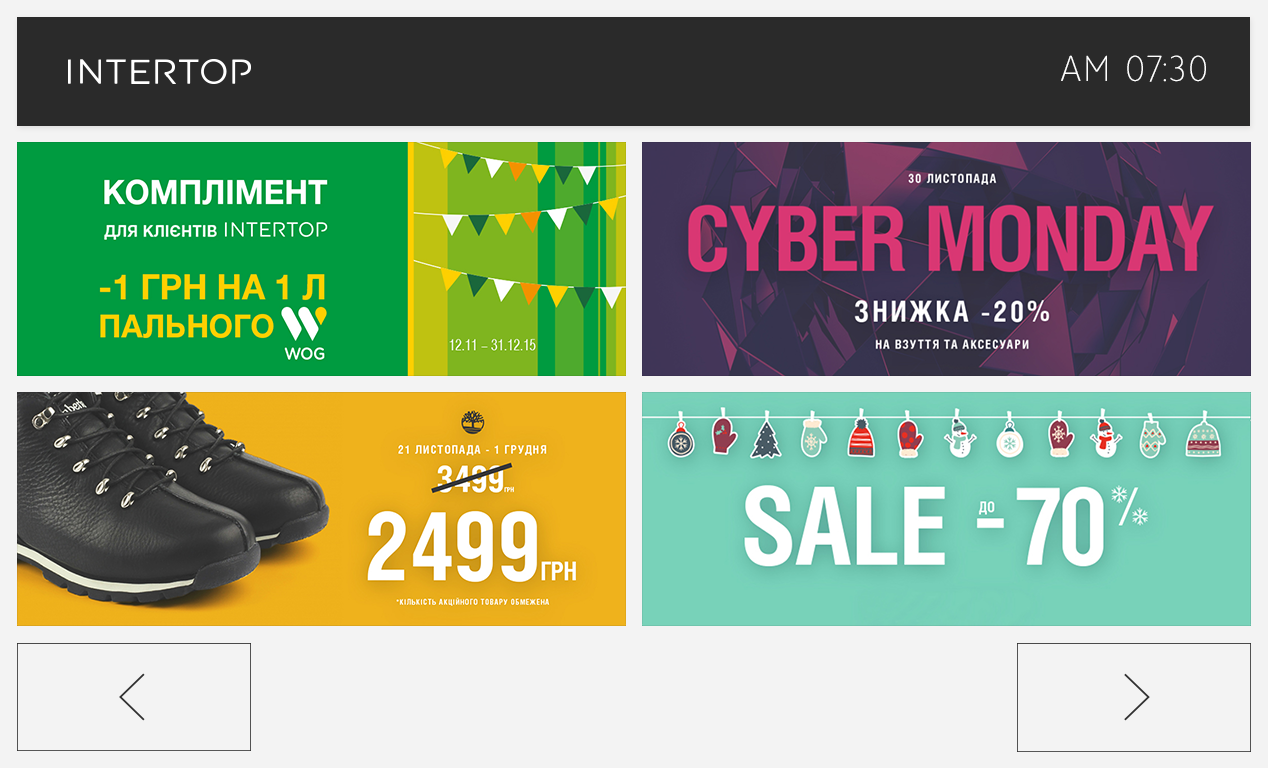 INTERTOP
AM 07:30
КОМПЛІМЕНТ
ДЛЯ КЛІЄНТІВ INTERTOP
-1 ГРН НА 1 Л
ПАЛЬНОГО
WOG
12.11 – 31.12.15
30 ЛИСТОПАДА
CYBER MONDAY
ЗНИЖКА -20%
НА ВЗУТТЯ ТА АКСЕСУАРИ
21 ЛИСТОПАДА - 1 ГРУДНЯ
3499 ГРН
2499 ГРН
*КІЛЬКІСТЬ АКЦІЙНОГО ТОВАРУ ОБМЕЖЕНА
SALE ДО -70%